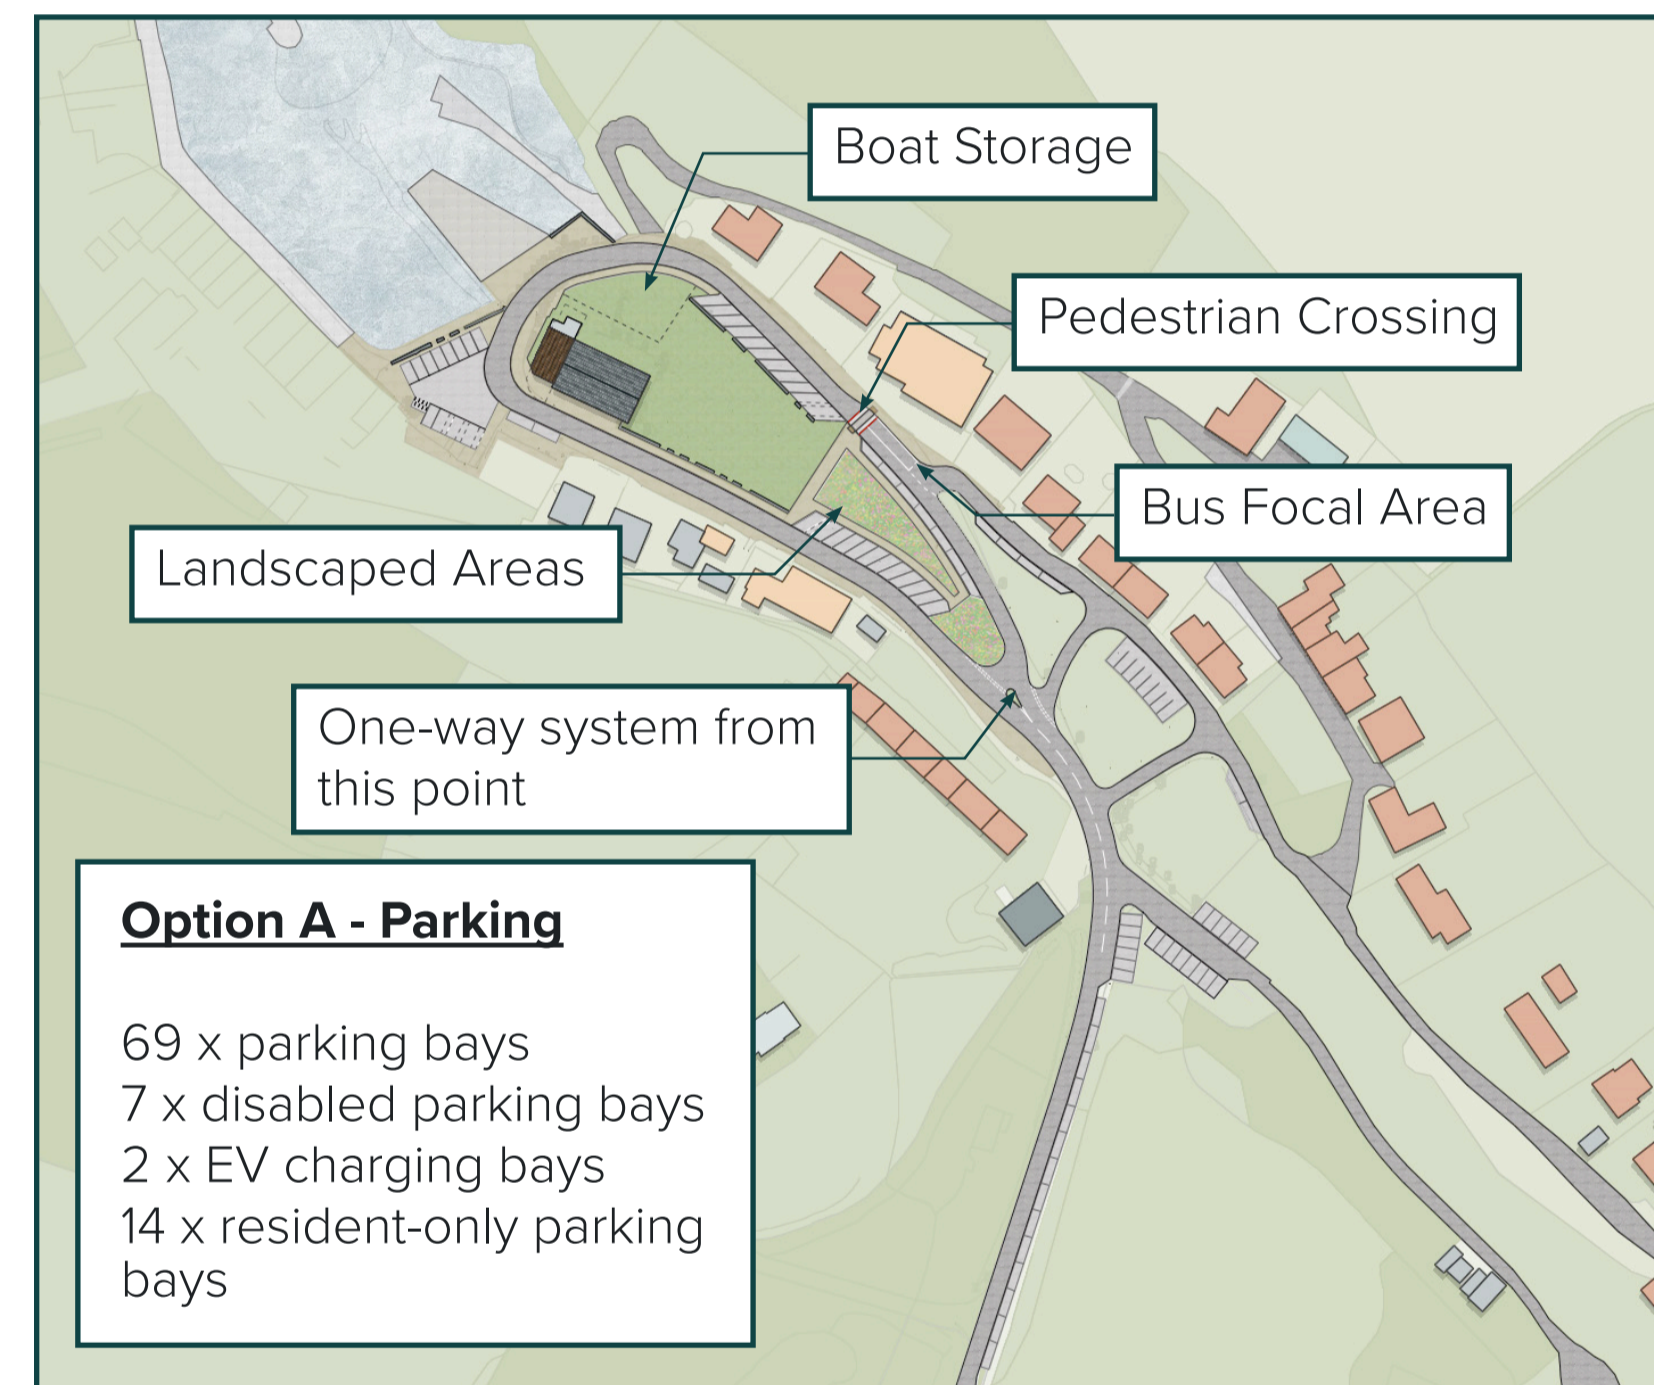 Boat Storage
Pedestrian Crossing
Bus Focal Area
Landscaped Areas
One-way system from
this point
Option A - Parking
69 x parking bays
7 x disabled parking bays
2 x EV charging bays
14 x resident-only parking
bays